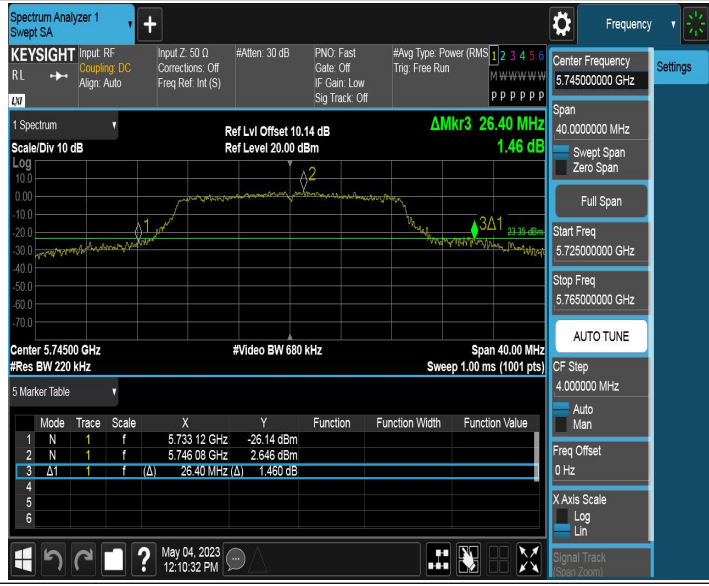 Spectrum Analyzer 1
Swept SA
+
Frequency
KEYSIGHT
RL
LXI
Input: RF
Coupling: DC
Align: Auto
Input Z: 50 Ω
Corrections: Off
Freq Ref: Int (S)
#Atten: 30 dB
PNO: Fast
Gate: Off
IF Gain: Low
Sig Track: Off
#Avg Type: Power (RMS
Trig: Free Run
1 2 3 4 5 6
M W W W W W
P P P P P P
1 Spectrum
Scale/Div 10 dB
Ref Lvl Offset 10.14 dB
Ref Level 20.00 dBm
ΔMkr3 26.40 MHz
1.46 dB
Log
10.0
0.00
-10.0
-20.0
-30.0
-40.0
-50.0
-60.0
-70.0
1
2
3Δ1
23.35 dBm
Center 5.74500 GHz
#Res BW 220 kHz
#Video BW 680 kHz
Span 40.00 MHz
Sweep 1.00 ms (1001 pts)
5 Marker Table
Mode Trace Scale X Y Function Function Width Function Value
1 N 1 f 5.733 12 GHz -26.14 dBm
2 N 1 f 5.746 08 GHz 2.646 dBm
3 Δ1 1 f (Δ) 26.40 MHz (Δ) 1.460 dB
4
5
6
?
May 04, 2023
12:10:32 PM
Center Frequency
5.745000000 GHz
Settings
Span
40.0000000 MHz
Swept Span
Zero Span
Full Span
Start Freq
5.725000000 GHz
Stop Freq
5.765000000 GHz
AUTO TUNE
CF Step
4.000000 MHz
Auto
Man
Freq Offset
0 Hz
X Axis Scale
Log
Lin
Signal Track
(Span Zoom)